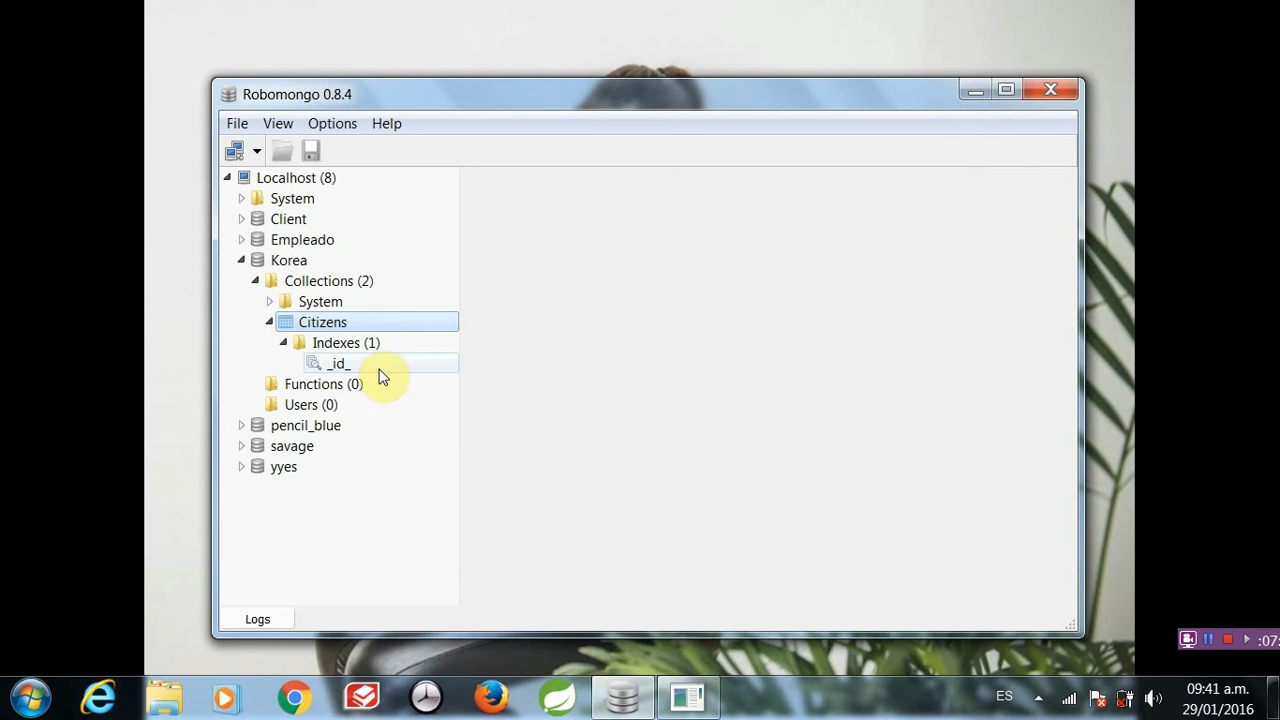 Robomongo 0.8.4
File View Options Help
Localhost (8)
System
Client
Empleado
Korea
Collections (2)
System
Citizens
Indexes (1)
_id_
Functions (0)
Users (0)
pencil_blue
savage
yyes
Logs
:07
ES
09:41 a.m.
29/01/2016